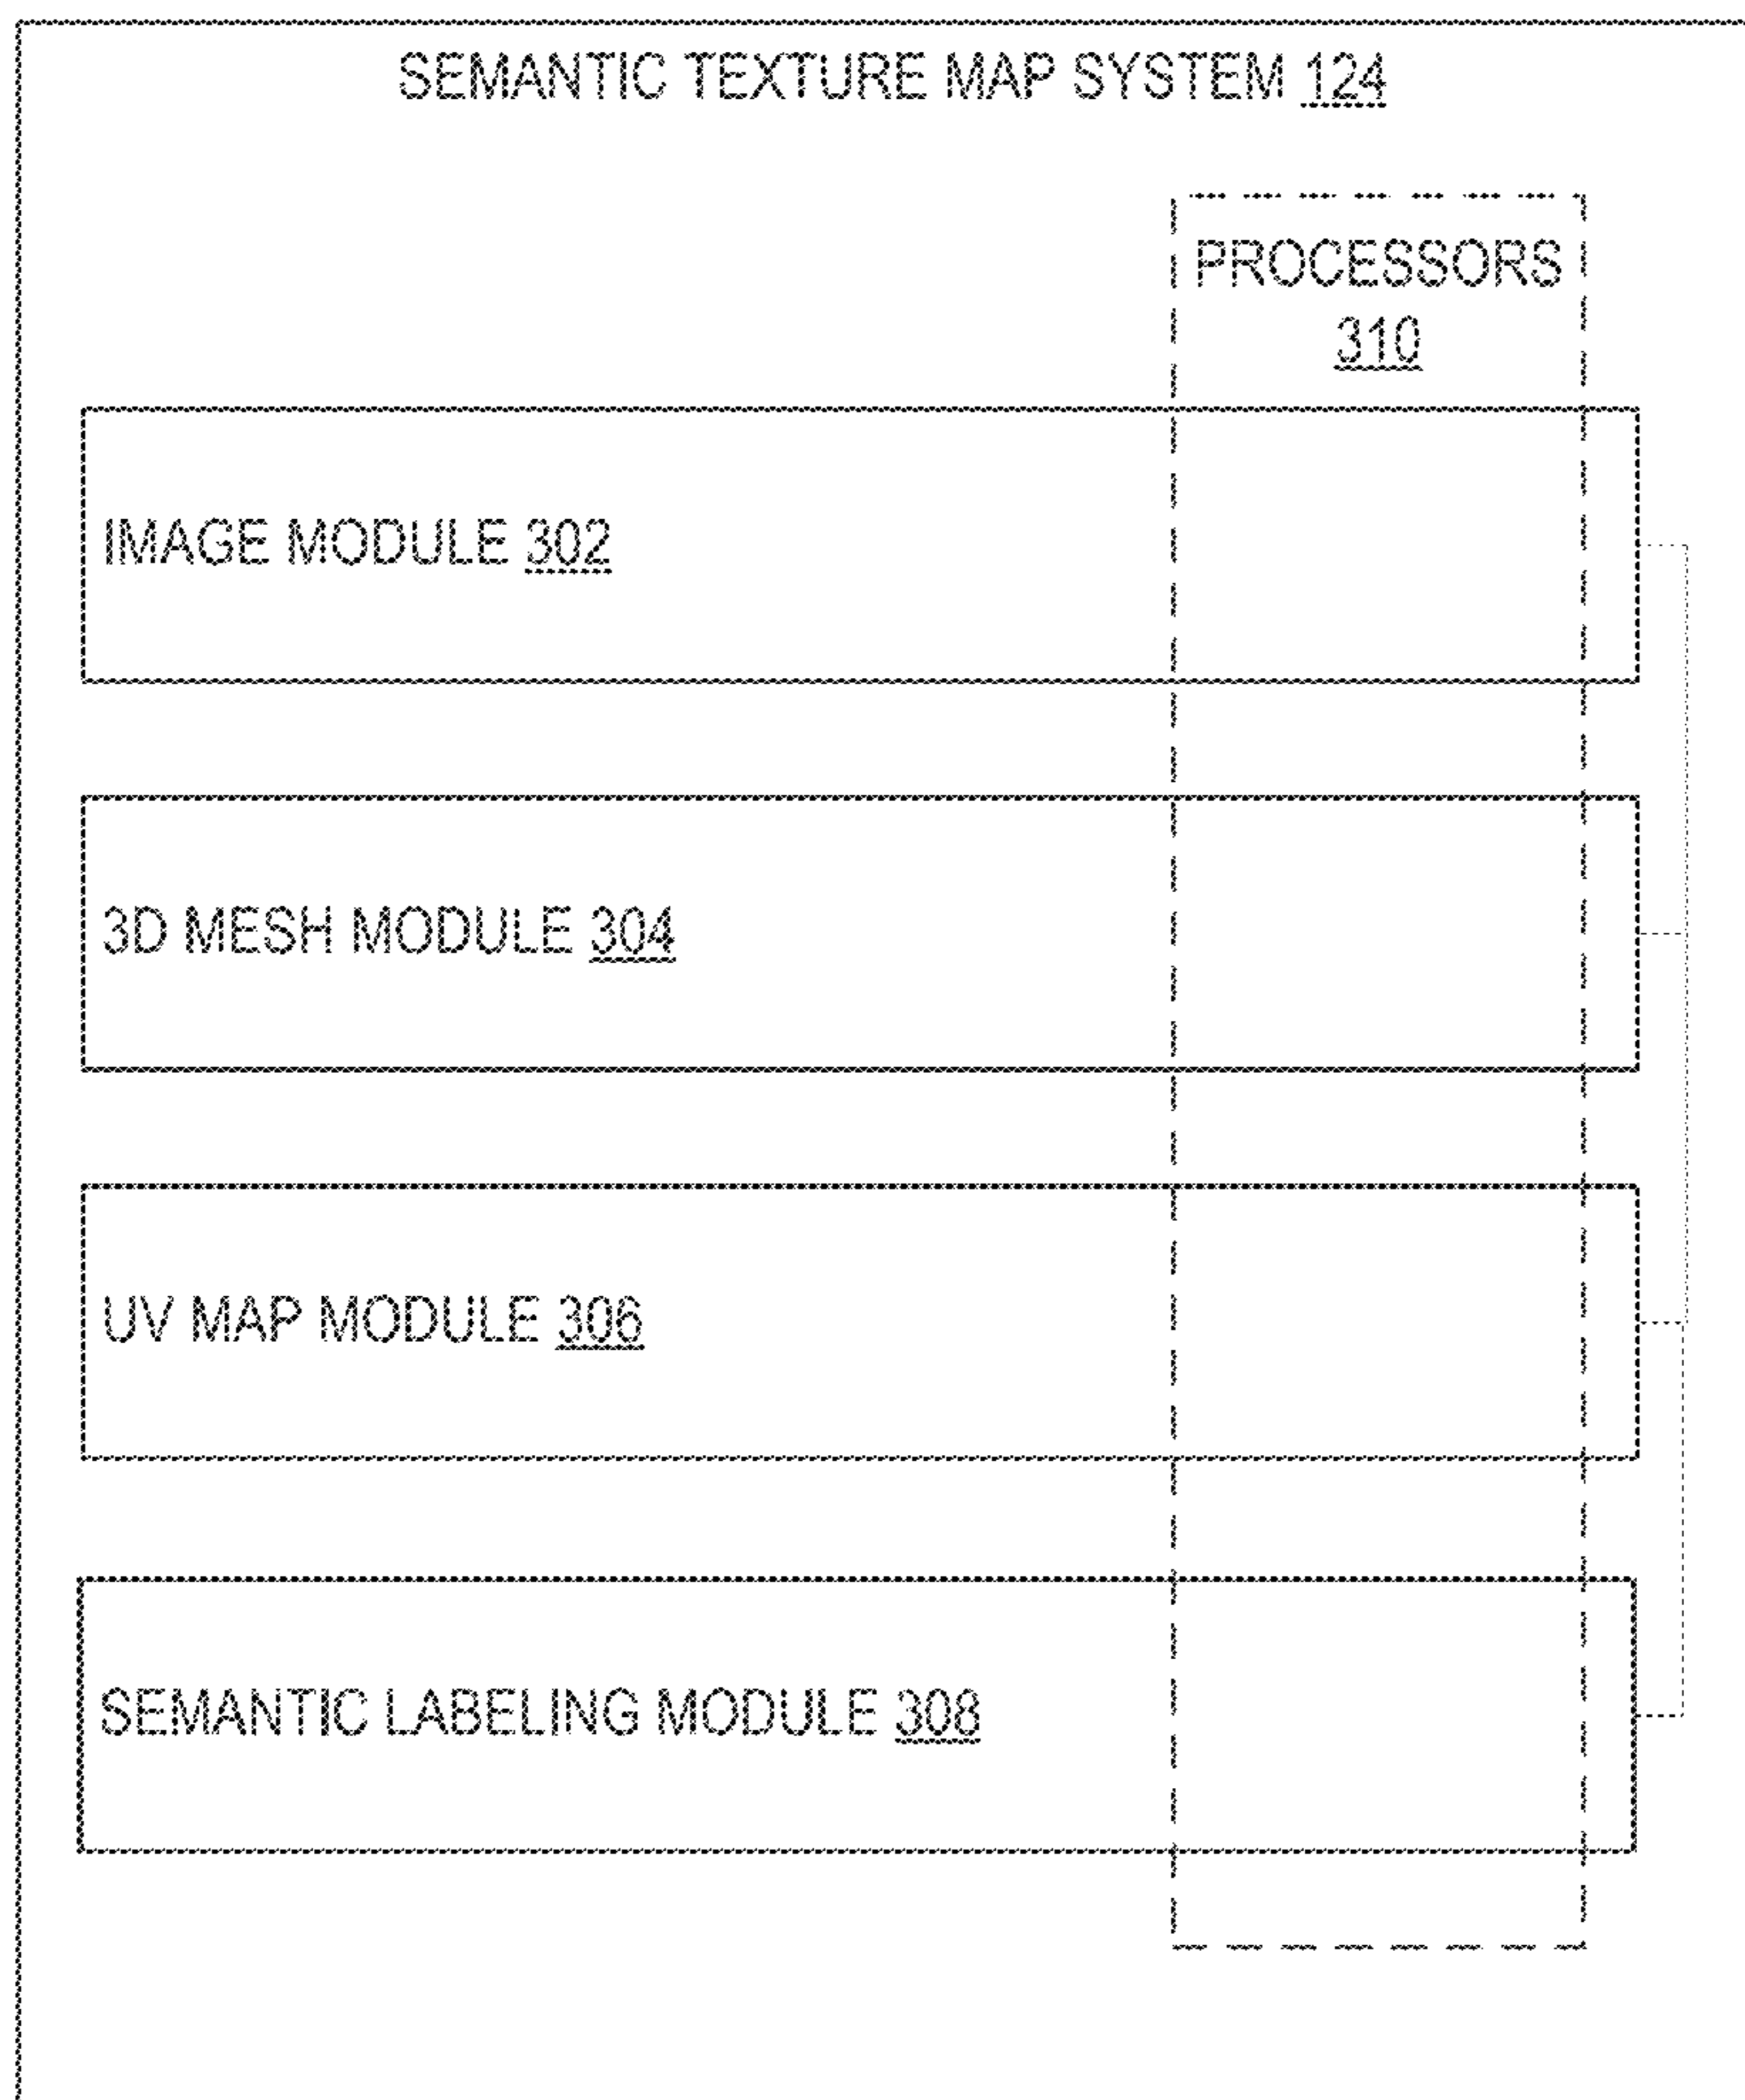 SEMANTIC TEXTURE MAP SYSTEM 124
PROCESSORS
310
IMAGE MODULE 302
3D MESH MODULE 304
UV MAP MODULE 306
SEMANTIC LABELING MODULE 308